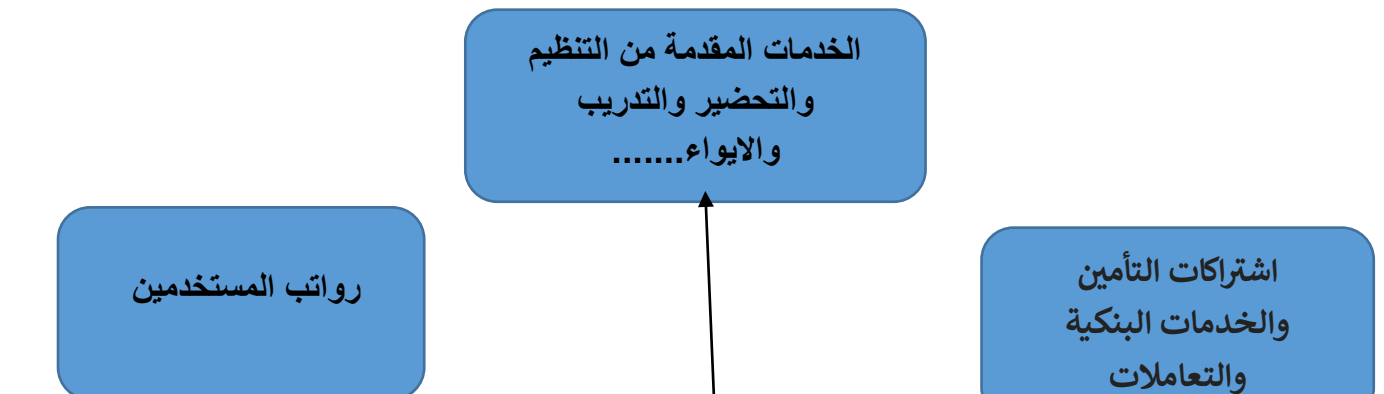 الخدمات المقدمة من التنظيم
والتحضير والتدريب
والايواء.......
اشتراكات التأمين
والخدمات البنكية
والتعاملات
رواتب المستخدمين